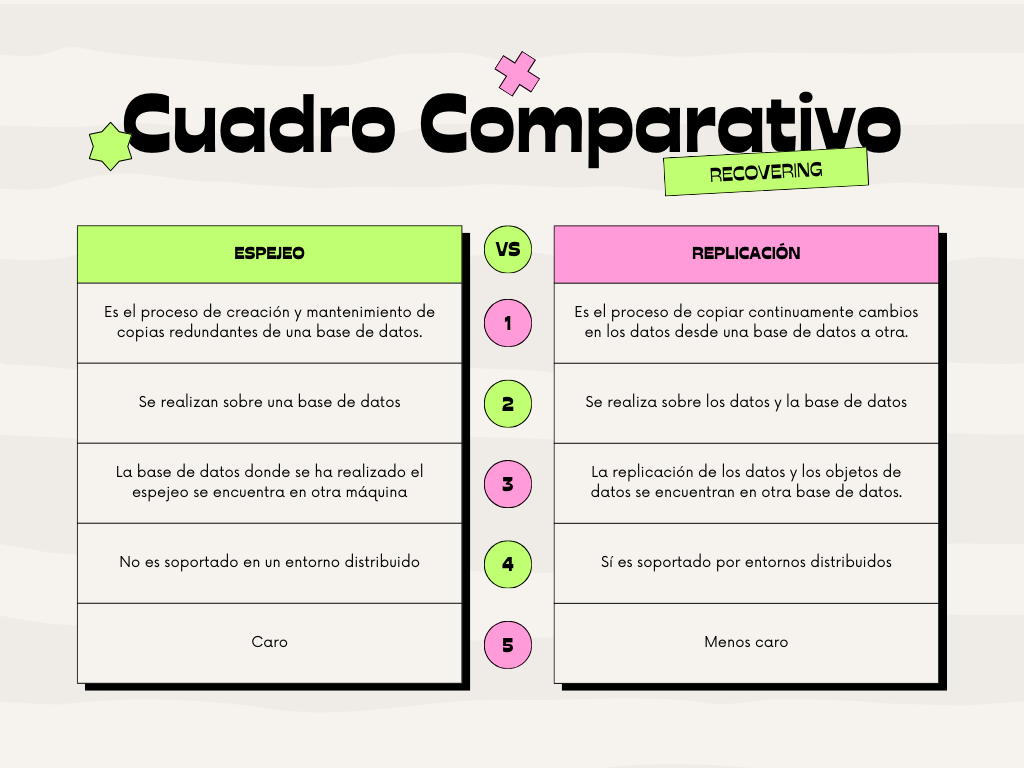 Cuadro Comparativo
RECOVERING
ESPEJEO
VS
REPLICACIÓN
Es el proceso de creación y mantenimiento de
copias redundantes de una base de datos.
1
Es el proceso de copiar continuamente cambios
en los datos desde una base de datos a otra.
Se realizan sobre una base de datos
2
Se realiza sobre los datos y la base de datos
La base de datos donde se ha realizado el
espejeo se encuentra en otra máquina
3
La replicación de los datos y los objetos de
datos se encuentran en otra base de datos.
No es soportado en un entorno distribuido
4
Sí es soportado por entornos distribuidos
Caro
5
Menos caro